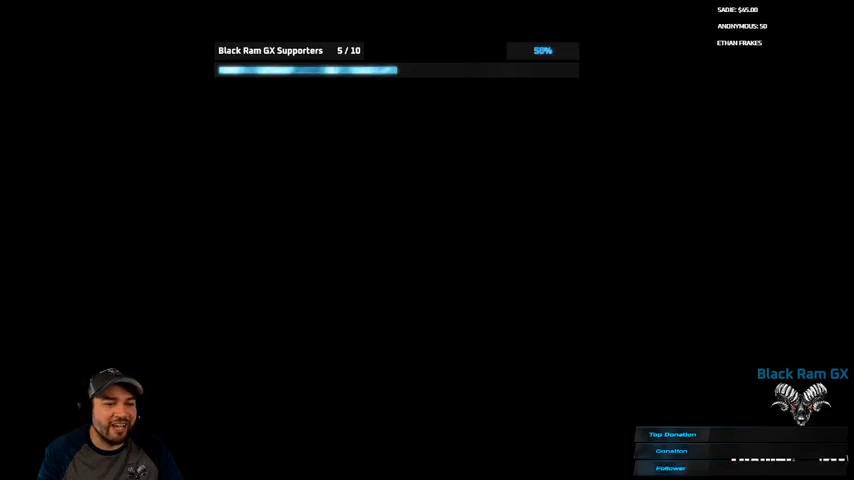 SADIE: $45.00
ANONYMOUS: 50
ETHAN FRAKES
Black Ram GX Supporters 5 / 10
50%
Black Ram GX
Top Donation
Donation
Follower